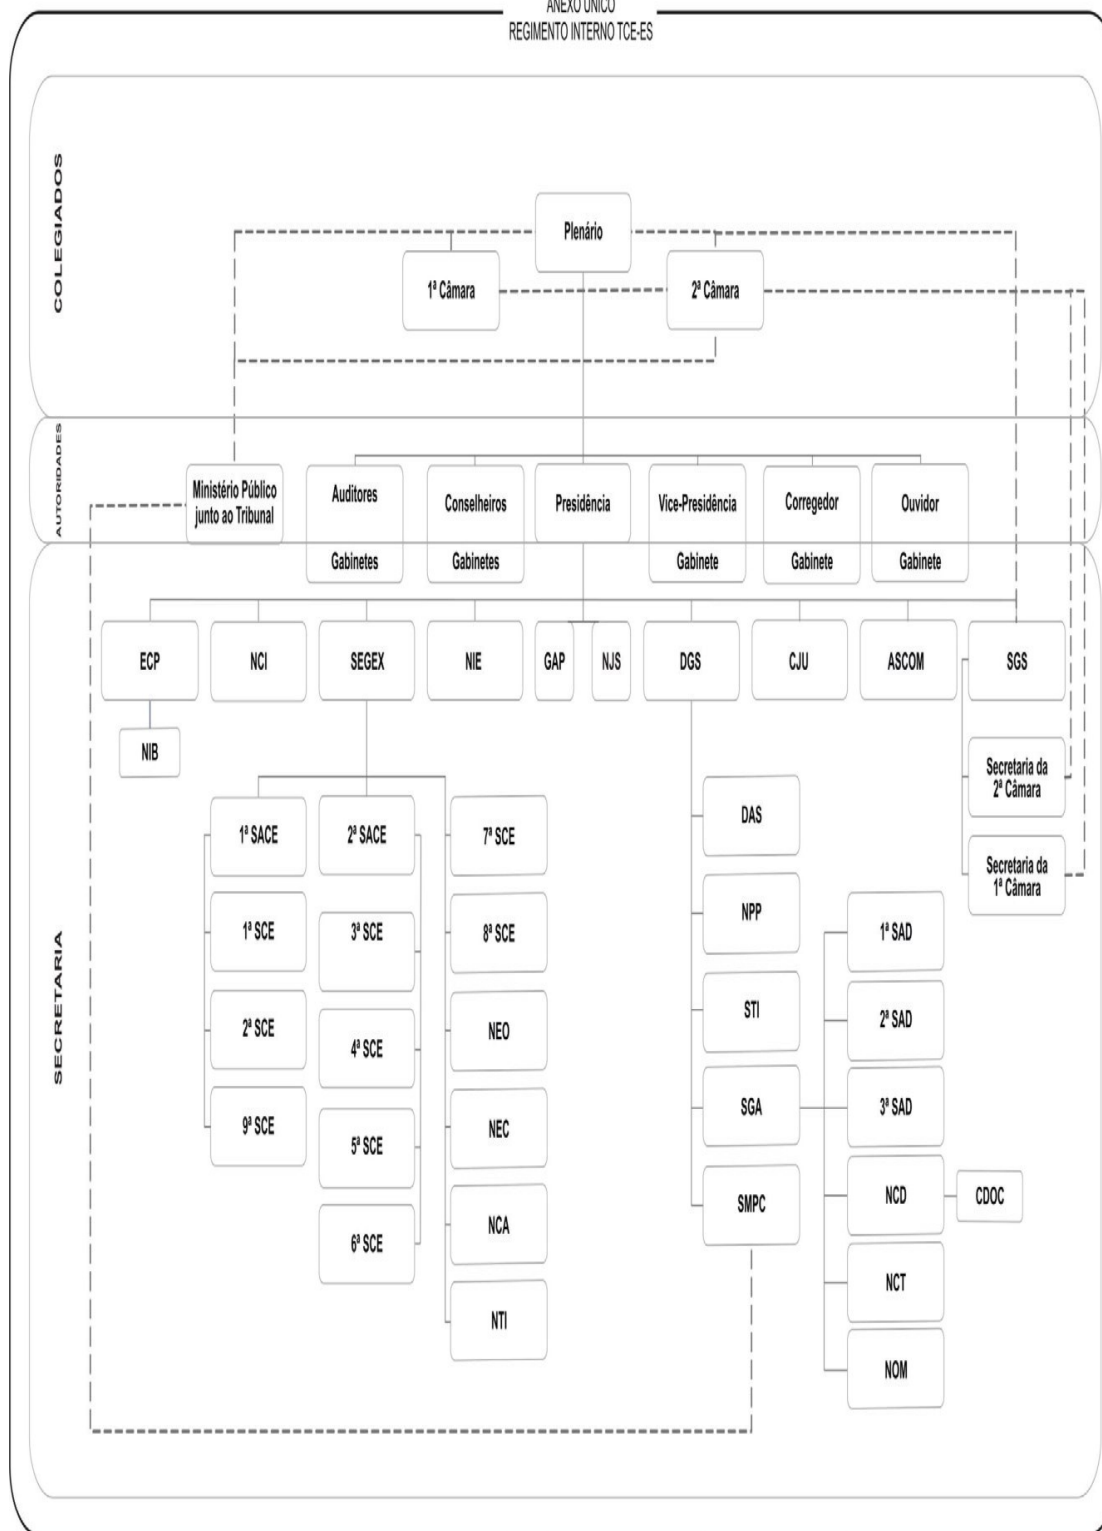 ANEXO ÚNICO
REGIMENTO INTERNO TCE-ES
COLEGIADOS
Plenário
1ª Câmara
2ª Câmara
AUTORIDADES
Ministério Público
junto ao Tribunal
Auditores
Gabinetes
Conselheiros
Gabinetes
Presidência
Vice-Presidência
Gabinete
Corregedor
Gabinete
Ouvidor
Gabinete
SECRETARIA
ECP
NCI
SEGEX
NIE
GAP
NJS
DGS
CJU
ASCOM
SGS
NIB
Secretaria da
2ª Câmara
Secretaria da
1ª Câmara
1ª SACE
1ª SCE
2ª SCE
9ª SCE
2ª SACE
3ª SCE
4ª SCE
5ª SCE
6ª SCE
7ª SCE
8ª SCE
NEO
NEC
NCA
NTI
DAS
NPP
STI
SGA
SMPC
1ª SAD
2ª SAD
3ª SAD
NCD
CDOC
NCT
NOM